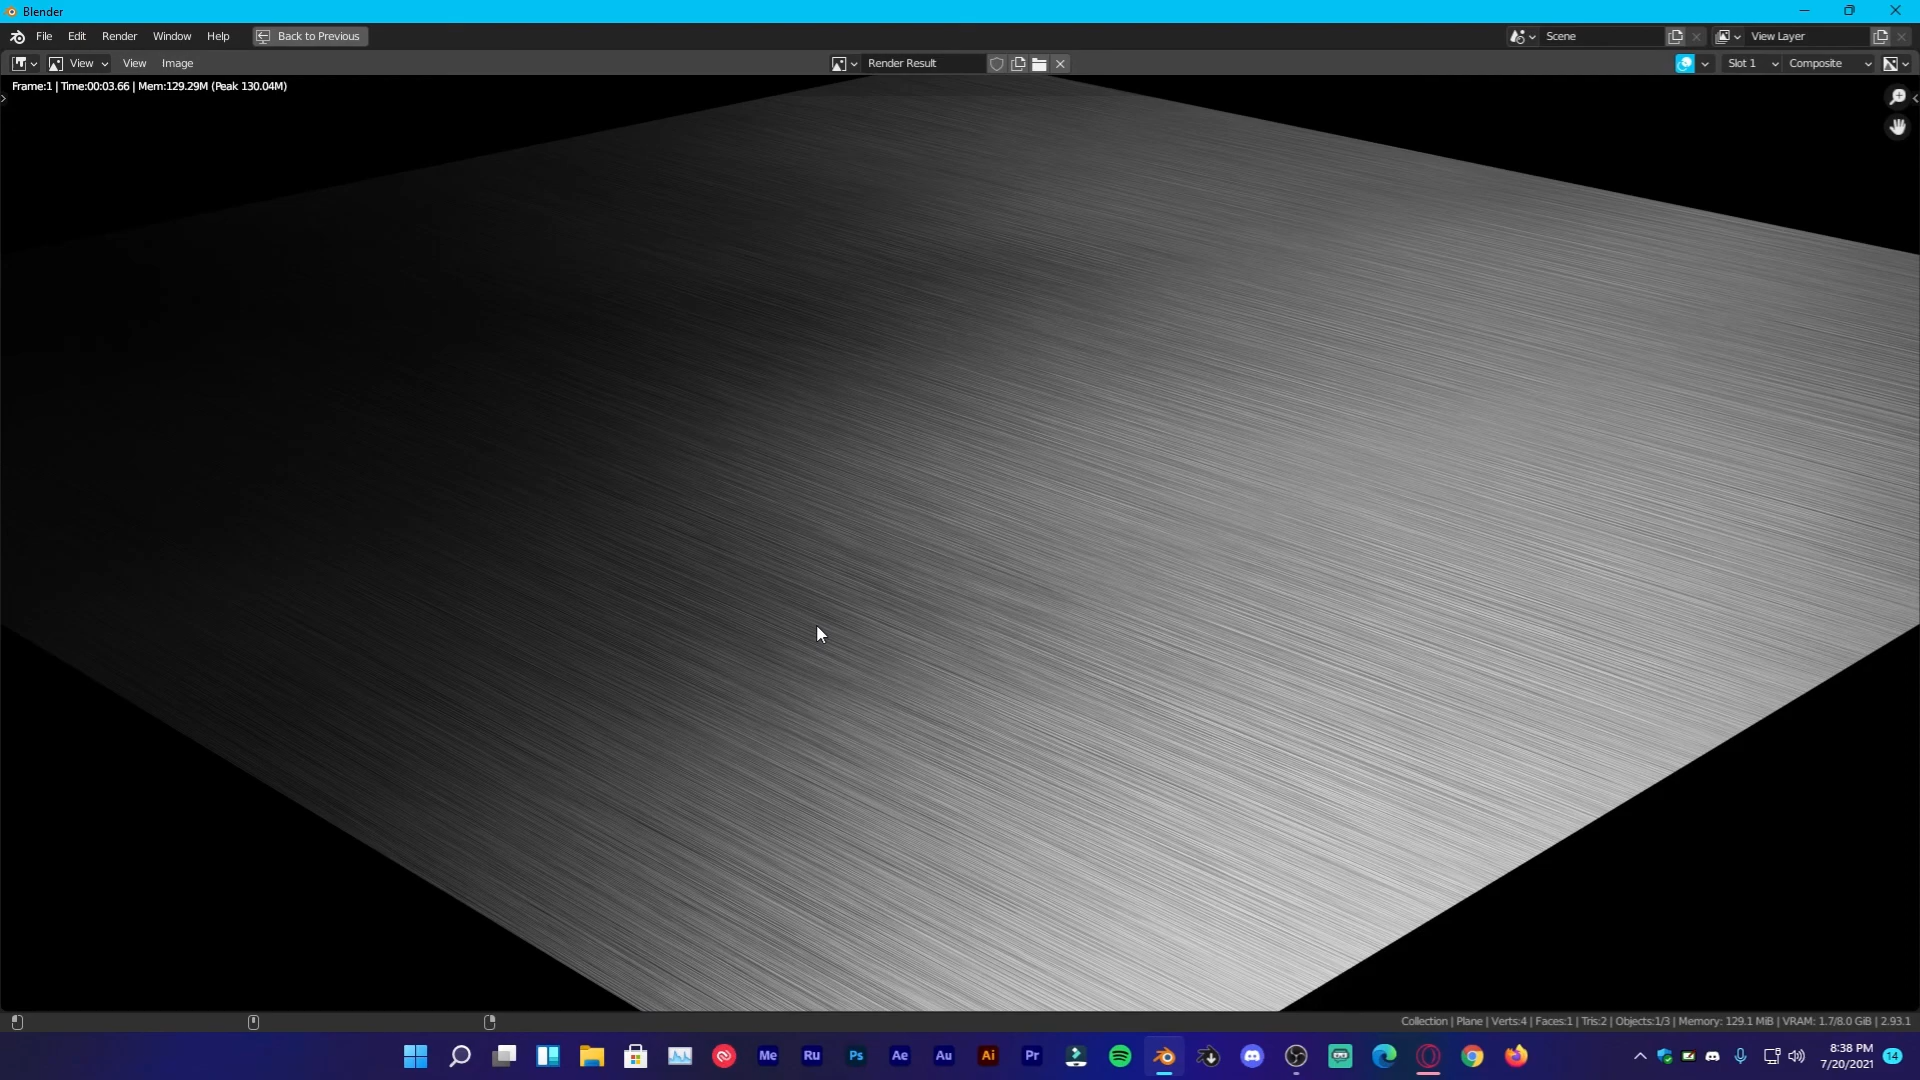 Blender
File Edit Render Window Help Back to Previous Scene View Layer
View View Image Render Result Slot 1 Composite
Frame:1 | Time:00:03.66 | Mem:129.29M (Peak 130.04M)
Collection | Plane | Verts:4 | Faces:1 | Tris:2 | Objects:1/3 | Memory: 129.1 MiB | VRAM: 1.7/8.0 GiB | 2.93.1
Me Ru Ps Ae Au Ai Pr 8:38 PM
7/20/2021 14